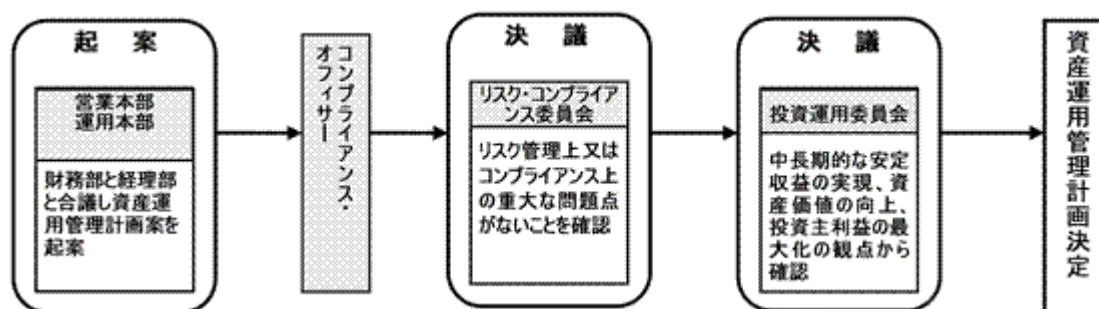 起　案
営業本部
運用本部
財務部と経理部
と合議し資産運
用管理計画案を
起案
コンプライアンス・
オフィサー
決　議
リスク・コンプライア
ンス委員会
リスク管理上又は
コンプライアンス上
の重大な問題点
がないことを確認
決　議
投資運用委員会
中長期的な安定
収益の実現、資
産価値の向上、
投資主利益の最
大化の観点から
確認
資産運用管理計画決定